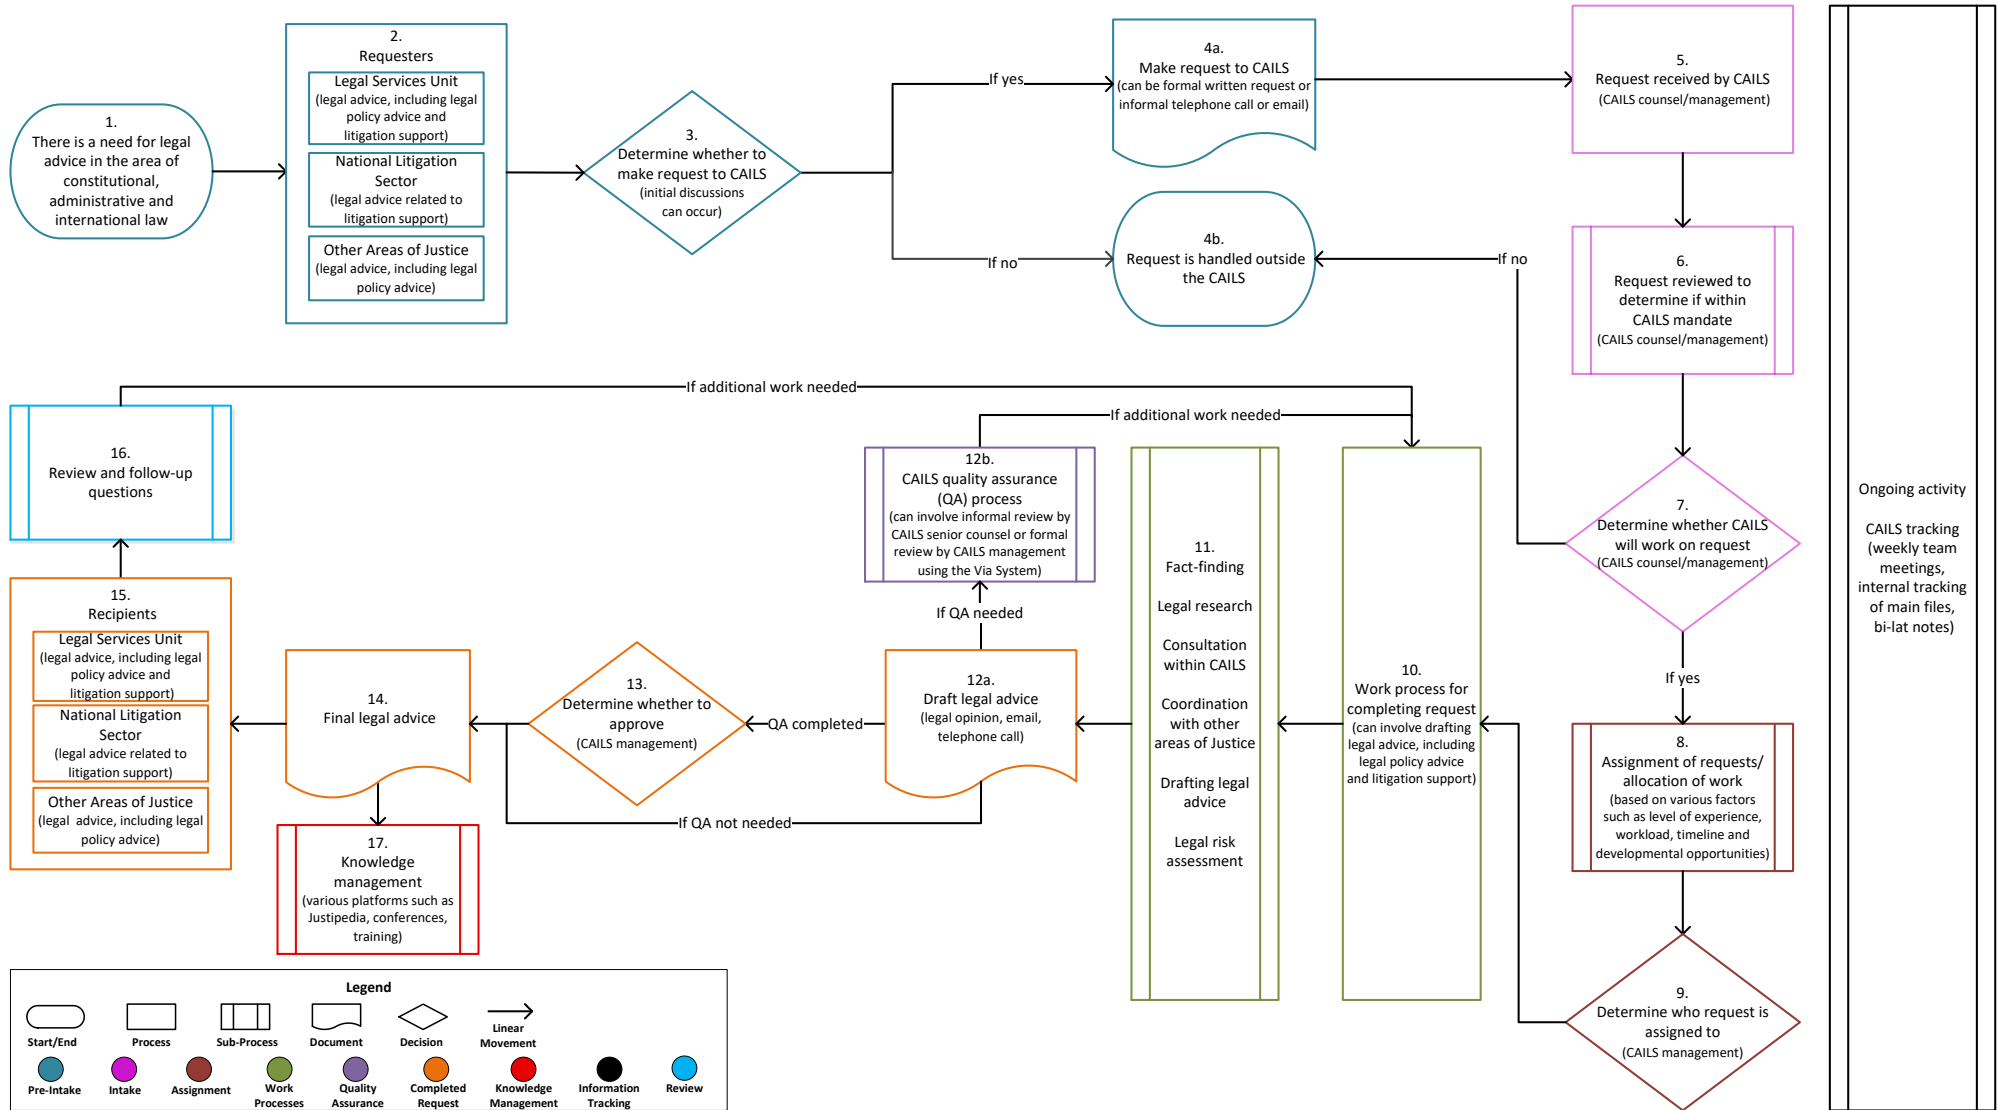 1.
There is a need for legal
advice in the area of
constitutional,
administrative and
international law
2.
Requesters
Legal Services Unit
(legal advice, including legal
policy advice and
litigation support)
National Litigation
Sector
(legal advice related to
litigation support)
Other Areas of Justice
(legal advice, including legal
policy advice)
3.
Determine whether to
make request to CAILS
(initial discussions
can occur)
If yes
If no
4a.
Make request to CAILS
(can be formal written request or
informal telephone call or email)
4b.
Request is handled outside
the CAILS
5.
Request received by CAILS
(CAILS counsel/management)
6.
Request reviewed to
determine if within
CAILS mandate
(CAILS counsel/management)
If no
7.
Determine whether CAILS
will work on request
(CAILS counsel/management)
If yes
8.
Assignment of requests/
allocation of work
(based on various factors
such as level of experience,
workload, timeline and
developmental opportunities)
9.
Determine who request is
assigned to
(CAILS management)
10.
Work process for
completing request
(can involve drafting
legal advice, including
legal policy advice
and litigation support)
11.
Fact-finding
Legal research
Consultation
within CAILS
Coordination
with other
areas of Justice
Drafting legal
advice
Legal risk
assessment
12a.
Draft legal advice
(legal opinion, email,
telephone call)
If QA needed
12b.
CAILS quality assurance
(QA) process
(can involve informal review by
CAILS senior counsel or formal
review by CAILS management
using the Via System)
If additional work needed
QA completed
If QA not needed
13.
Determine whether to
approve
(CAILS management)
14.
Final legal advice
15.
Recipients
Legal Services Unit
(legal advice, including legal
policy advice and
litigation support)
National Litigation
Sector
(legal advice related to
litigation support)
Other Areas of Justice
(legal advice, including legal
policy advice)
16.
Review and follow-up
questions
If additional work needed
17.
Knowledge
management
(various platforms such as
Justipedia, conferences,
training)
Ongoing activity
CAILS tracking
(weekly team
meetings,
internal tracking
of main files,
bi-lat notes)
Legend
Start/End
Process
Sub-Process
Document
Decision
Linear
Movement
Pre-Intake
Intake
Assignment
Work
Processes
Quality
Assurance
Completed
Request
Knowledge
Management
Information
Tracking
Review